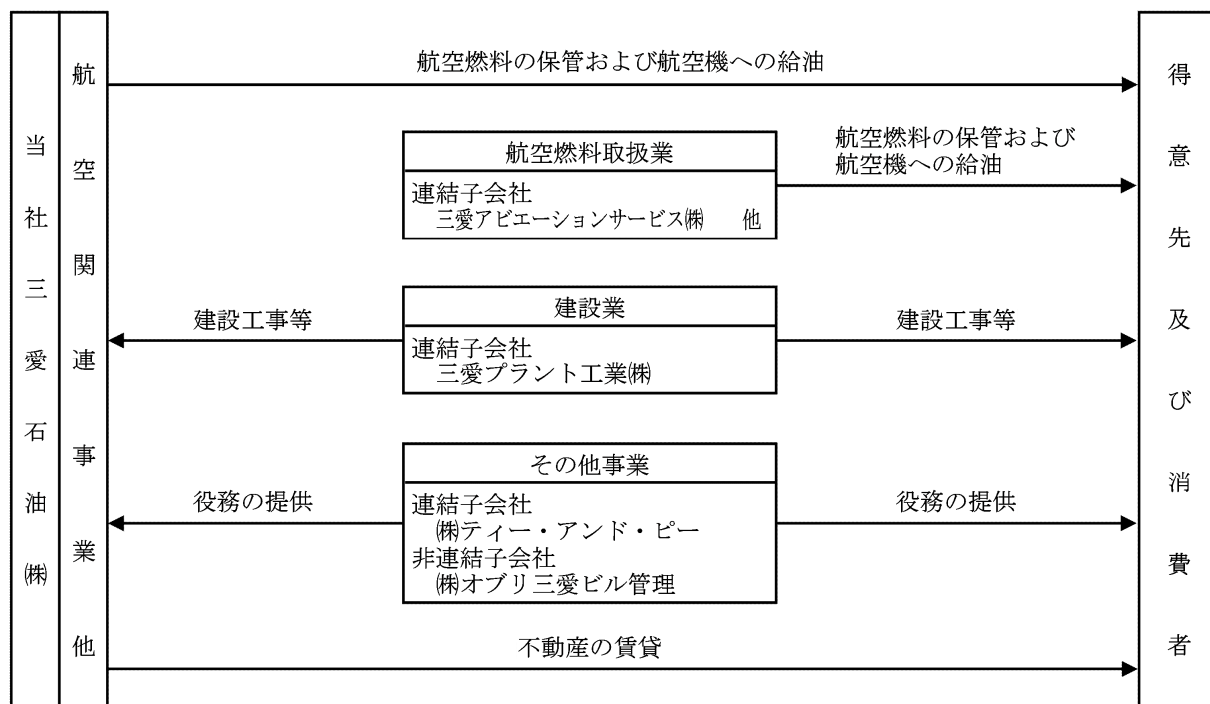 当社三愛石油㈱
航空関連事業他
航空燃料の保管および航空機への給油
航空燃料取扱業
連結子会社
三愛アビエーションサービス㈱　他
航空燃料の保管および
航空機への給油
建設工事等
建設業
連結子会社
三愛プラント工業㈱
建設工事等
役務の提供
その他事業
連結子会社
㈱ティー・アンド・ピー
非連結子会社
㈱オブリ三愛ビル管理
役務の提供
不動産の賃貸
得意先及び消費者